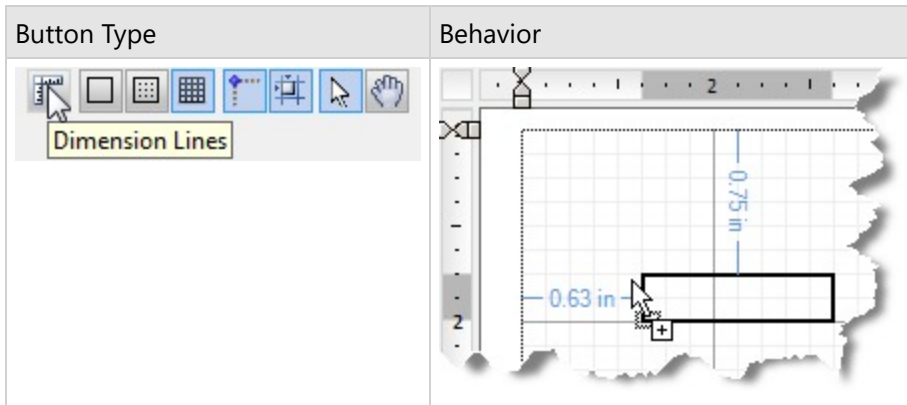 Button Type
Behavior
Dimension Lines
2
0.75 in
0.63 in
2